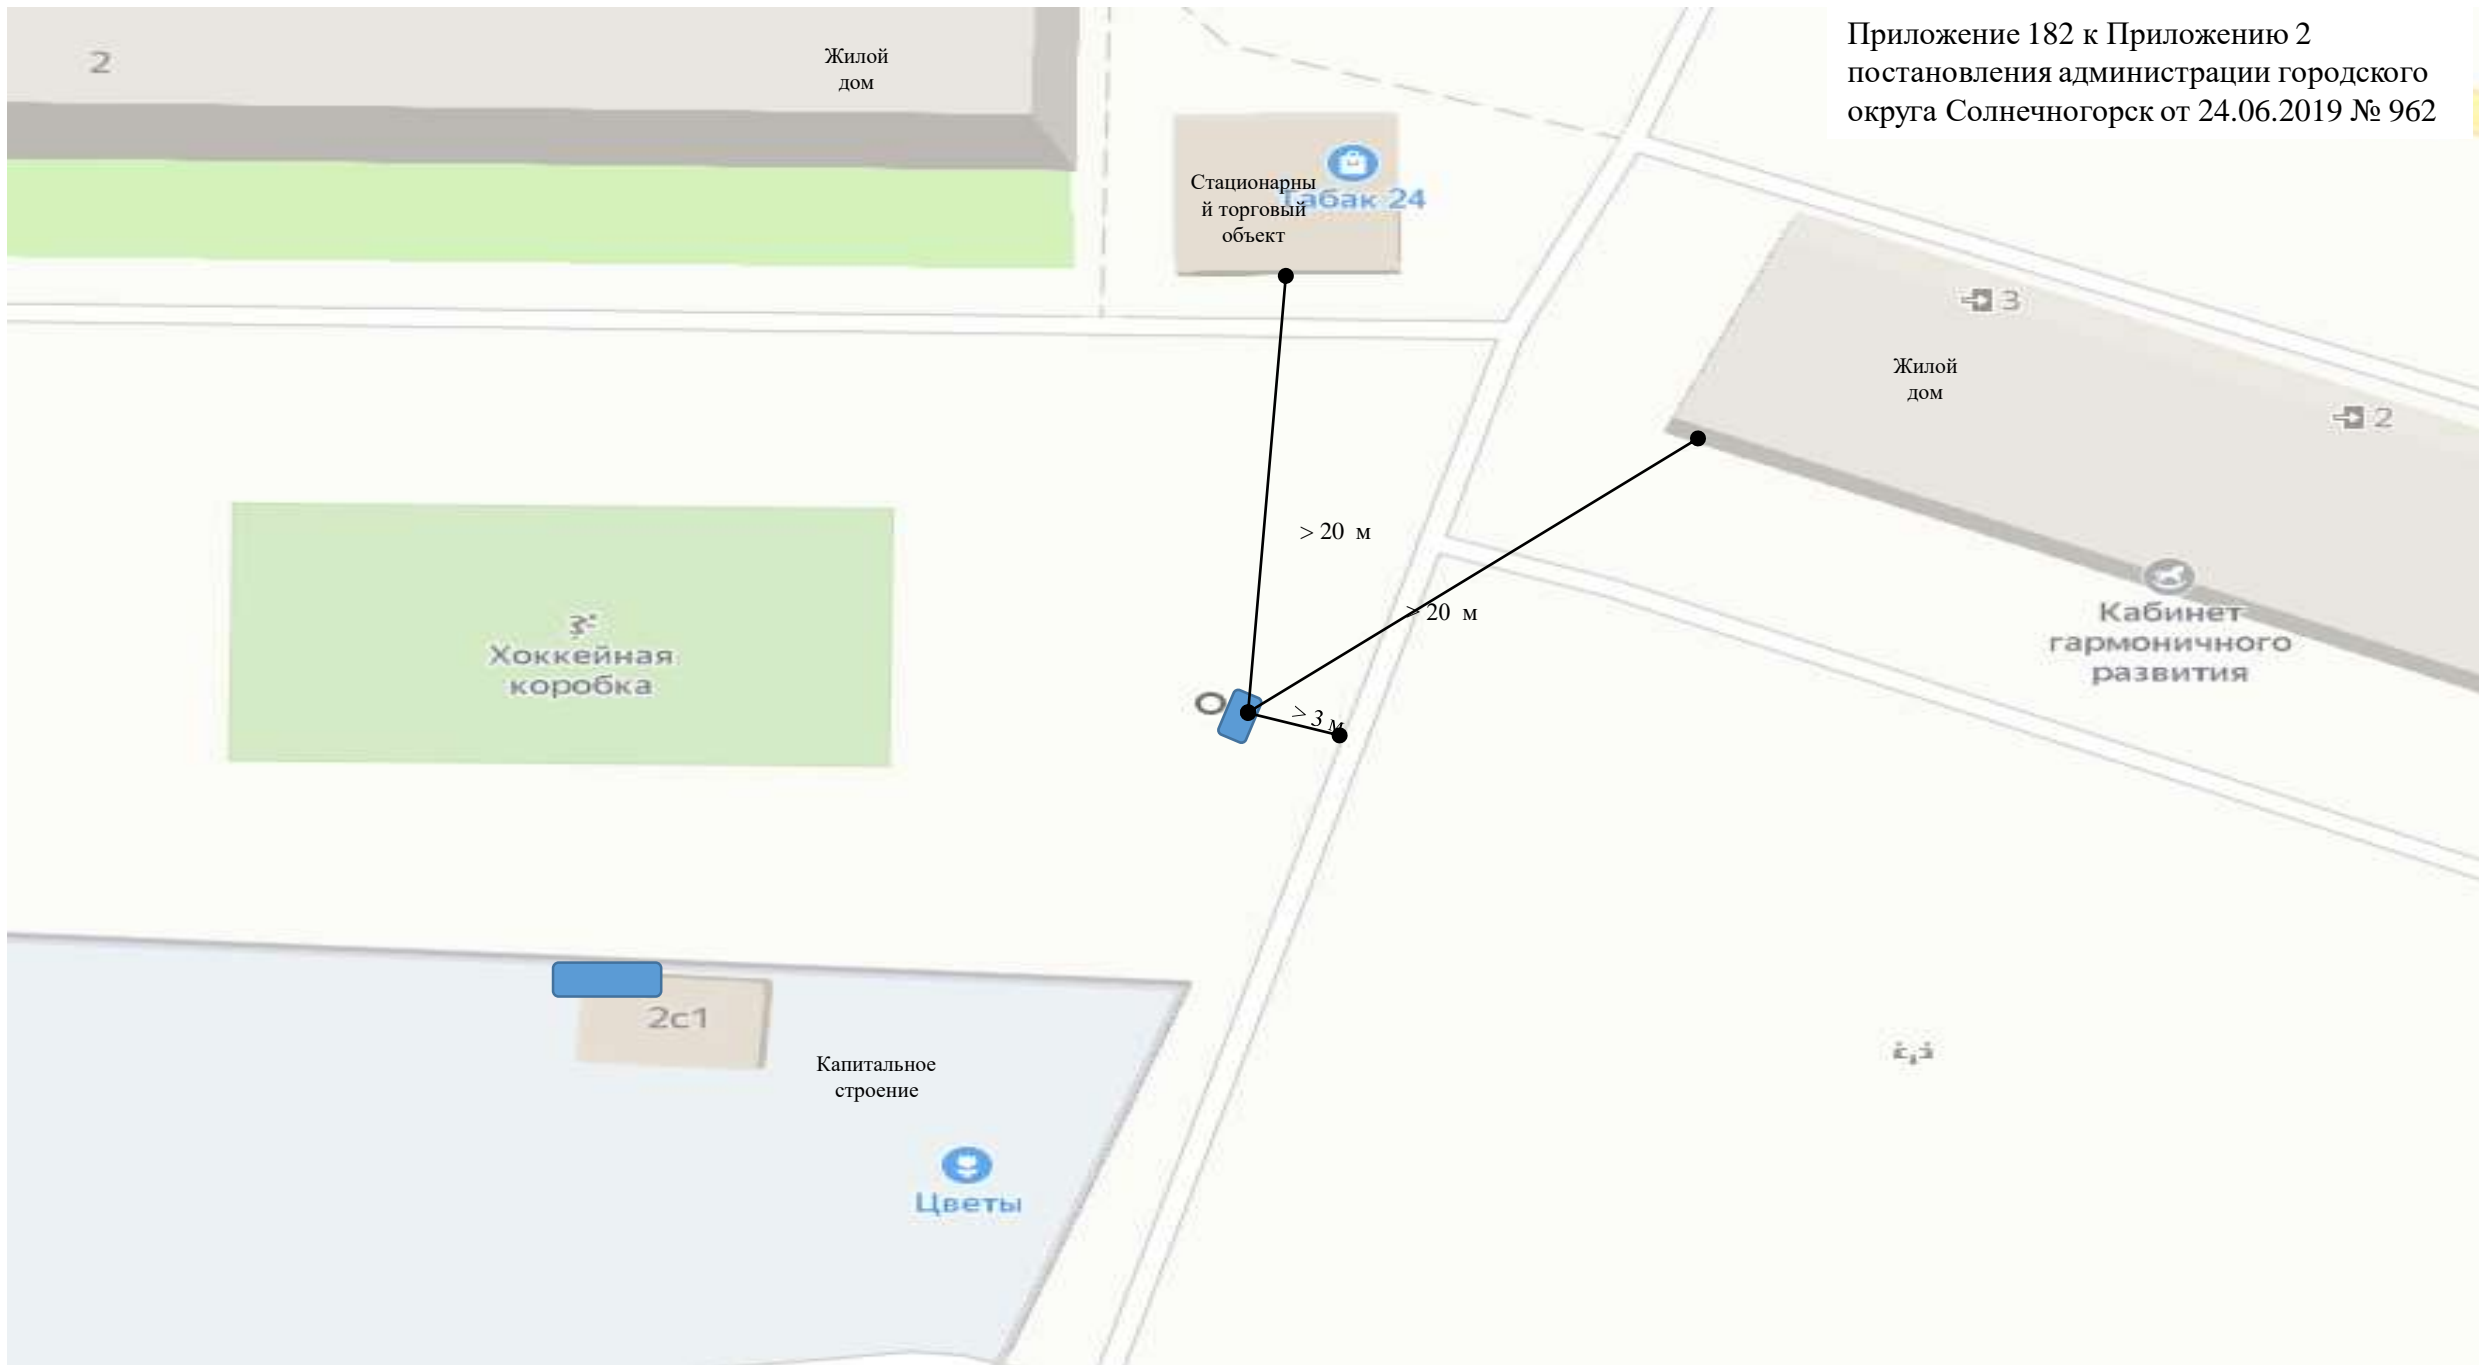 Приложение 182 к Приложению 2
постановления администрации городского
округа Солнечногорск от 24.06.2019 № 962
2
Жилой
дом
Стационарны
й торговый
объект
Табак 24
3
Жилой
дом
2
> 20 м
> 20 м
> 3 м
Хоккейная
коробка
Кабинет
гармоничного
развития
2с1
Капитальное
строение
Цветы